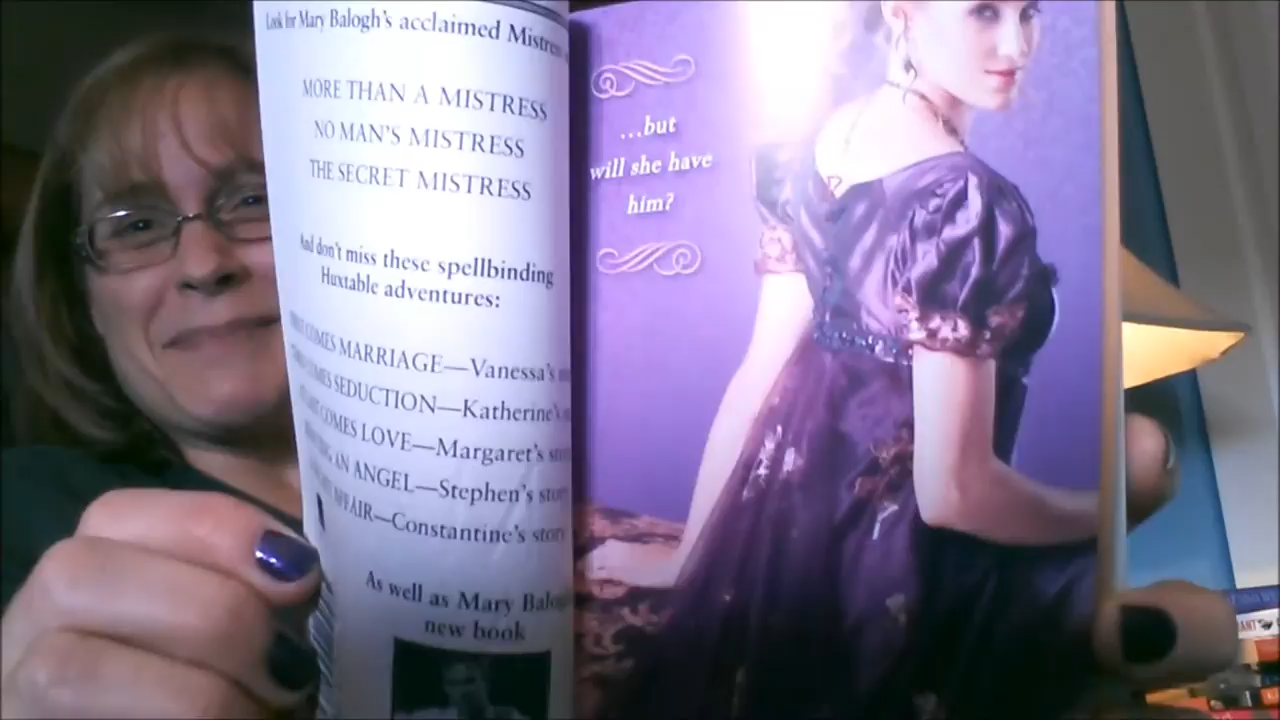 Look for Mary Balogh's acclaimed
MORE THAN A MISTRESS
NO MAN'S MISTRESS
THE SECRET MISTRESS
And don't miss these spellbinding
Huxtable adventures:
COMES MARRIAGE—Vanessa's
SEDUCTION—Katherine's
COMES LOVE—Margaret's
AN ANGEL—Stephen's
AFFAIR—Constantine's story
As well as Mary
new book
...but
will she have
him?